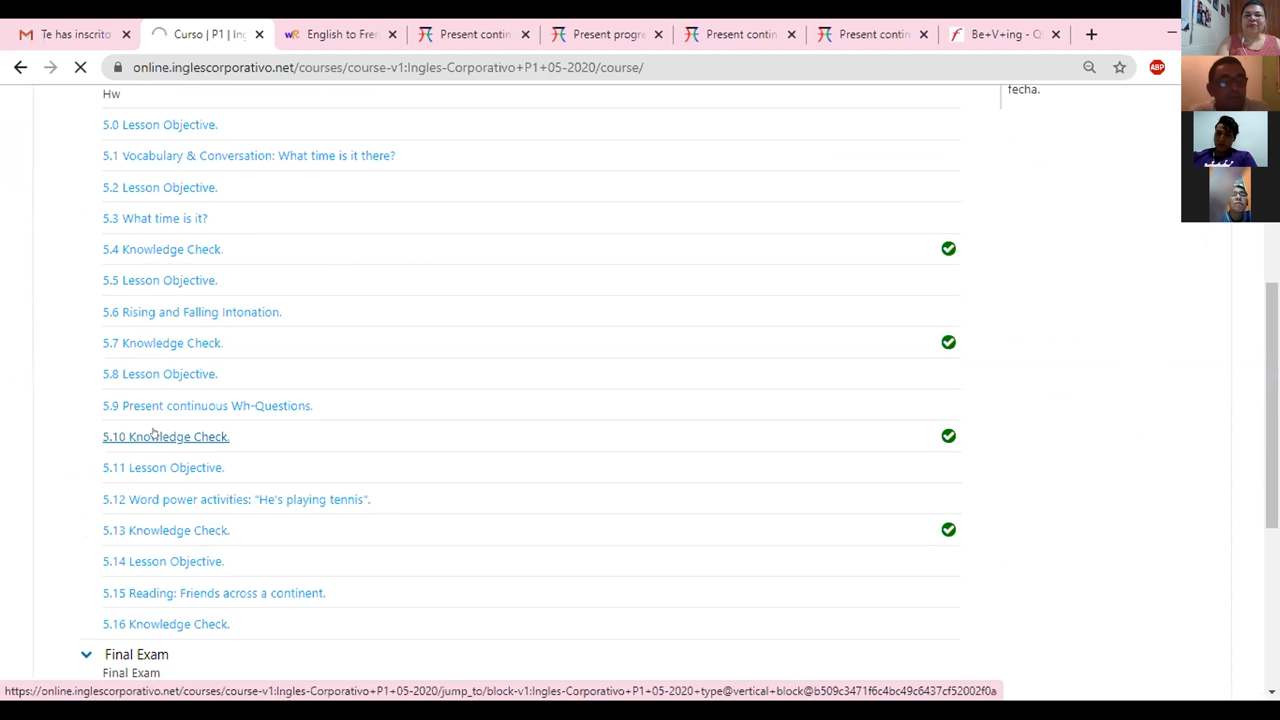 Te has inscrito
Curso | P1 | In
English to Fren
Present contin
Present progre
Present contin
Present contin
Be+V+ing - Q
online.inglescorporativo.net/courses/course-v1:Ingles-Corporativo+P1+05-2020/course/
ABP
Hw
fecha.
5.0 Lesson Objective.
5.1 Vocabulary & Conversation: What time is it there?
5.2 Lesson Objective.
5.3 What time is it?
5.4 Knowledge Check.
5.5 Lesson Objective.
5.6 Rising and Falling Intonation.
5.7 Knowledge Check.
5.8 Lesson Objective.
5.9 Present continuous Wh-Questions.
5.10 Knowledge Check.
5.11 Lesson Objective.
5.12 Word power activities: "He's playing tennis".
5.13 Knowledge Check.
5.14 Lesson Objective.
5.15 Reading: Friends across a continent.
5.16 Knowledge Check.
Final Exam
Final Exam
https://online.inglescorporativo.net/courses/course-v1:Ingles-Corporativo+P1+05-2020/jump_to/block-v1:Ingles-Corporativo+P1+05-2020+type@vertical+block@b509c3471f6c4bc49c6437cf52002f0a